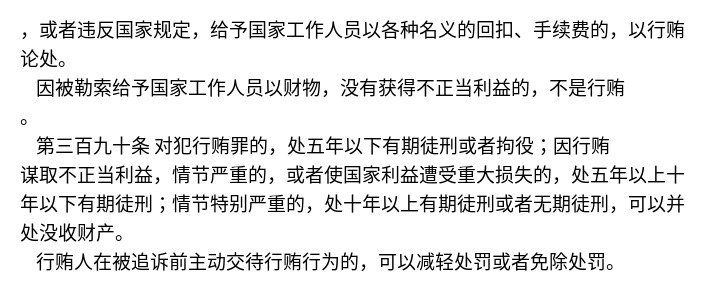 ，或者违反国家规定，给予国家工作人员以各种名义的回扣、手续费的，以行贿
论处。
因被勒索给予国家工作人员以财物，没有获得不正当利益的，不是行贿
。
第三百九十条 对犯行贿罪的，处五年以下有期徒刑或者拘役；因行贿
谋取不正当利益，情节严重的，或者使国家利益遭受重大损失的，处五年以上十
年以下有期徒刑；情节特别严重的，处十年以上有期徒刑或者无期徒刑，可以并
处没收财产。
行贿人在被追诉前主动交待行贿行为的，可以减轻处罚或者免除处罚。